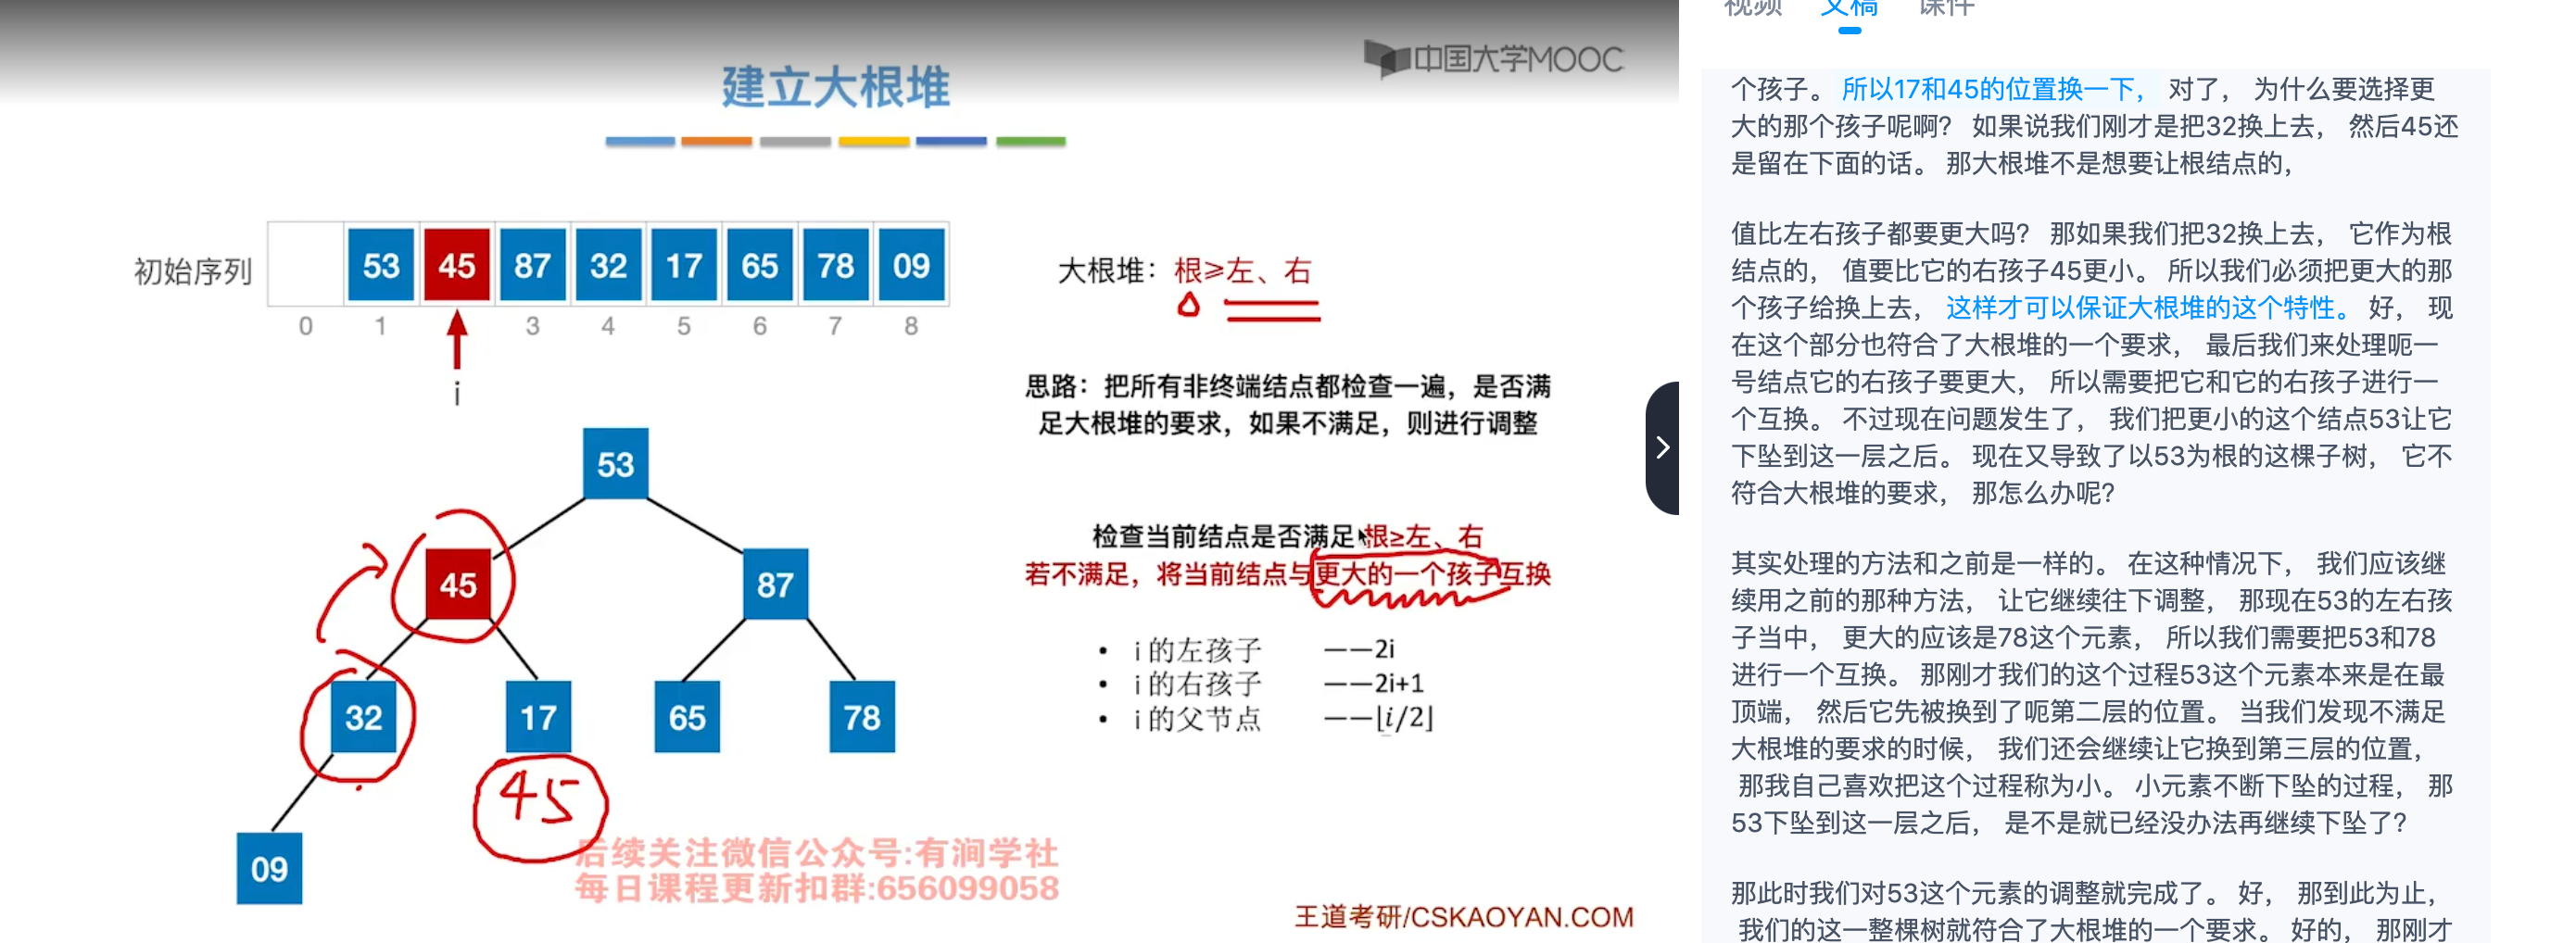 中国大学MOOC
建立大根堆
初始序列 53 45 87 32 17 65 78 09
0 1 3 4 5 6 7 8
i
大根堆：根≥左、右
思路：把所有非终端结点都检查一遍，是否满
足大根堆的要求，如果不满足，则进行调整
53
45 87
32 17 65 78
45
09
检查当前结点是否满足 根≥左、右
若不满足，将当前结点与更大的一个孩子互换
• i 的左孩子 ——2i
• i 的右孩子 ——2i+1
• i 的父节点 ——⌊i/2⌋
后续关注微信公众号:有涧学社
每日课程更新扣群:656099058
王道考研/CSKAOYAN.COM
视频 文稿 课件
个孩子。 所以17和45的位置换一下， 对了， 为什么要选择更
大的那个孩子呢啊？ 如果说我们刚才是把32换上去， 然后45还
是留在下面的话。 那大根堆不是想要让根结点的，
值比左右孩子都要更大吗？ 那如果我们把32换上去， 它作为根
结点的， 值要比它的右孩子45更小。 所以我们必须把更大的那
个孩子给换上去， 这样才可以保证大根堆的这个特性。 好， 现
在这个部分也符合了大根堆的一个要求， 最后我们来处理呃一
号结点它的右孩子要更大， 所以需要把它和它的右孩子进行一
个互换。 不过现在问题发生了， 我们把更小的这个结点53让它
下坠到这一层之后。 现在又导致了以53为根的这棵子树， 它不
符合大根堆的要求， 那怎么办呢？
其实处理的方法和之前是一样的。 在这种情况下， 我们应该继
续用之前的那种方法， 让它继续往下调整， 那现在53的左右孩
子当中， 更大的应该是78这个元素， 所以我们需要把53和78
进行一个互换。 那刚才我们的这个过程53这个元素本来是在最
顶端， 然后它先被换到了呃第二层的位置。 当我们发现不满足
大根堆的要求的时候， 我们还会继续让它换到第三层的位置，
那我自己喜欢把这个过程称为小。 小元素不断下坠的过程， 那
53下坠到这一层之后， 是不是就已经没办法再继续下坠了？
那此时我们对53这个元素的调整就完成了。 好， 那到此为止，
我们的这一整棵树就符合了大根堆的一个要求。 好的， 那刚才